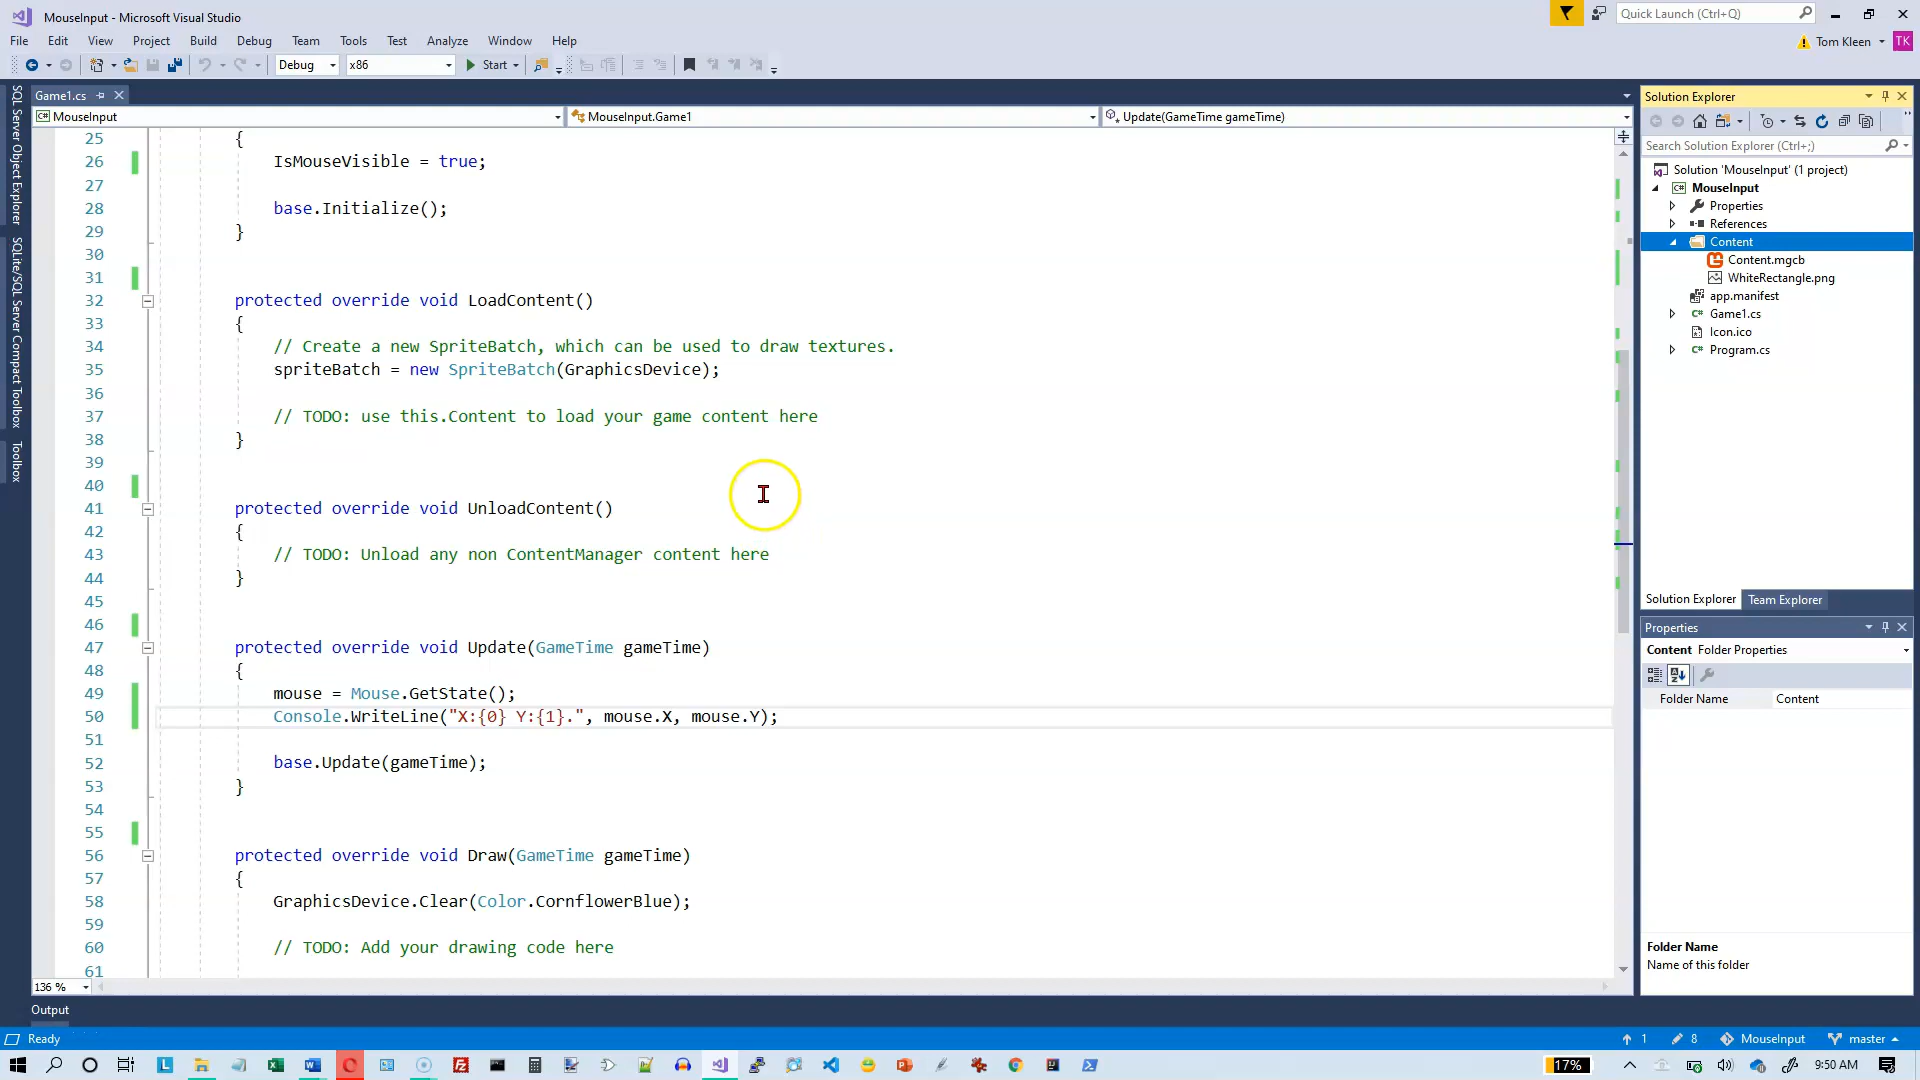 MouseInput - Microsoft Visual Studio
Quick Launch (Ctrl+Q)
File Edit View Project Build Debug Team Tools Test Analyze Window Help
Tom Kleen TK
Debug x86 Start
SQL Server Object Explorer
SQLite/SQL Server Compact Toolbox
Toolbox
Game1.cs
MouseInput MouseInput.Game1 Update(GameTime gameTime)
25 {
26 IsMouseVisible = true;
27
28 base.Initialize();
29 }
30
31
32 protected override void LoadContent()
33 {
34 // Create a new SpriteBatch, which can be used to draw textures.
35 spriteBatch = new SpriteBatch(GraphicsDevice);
36
37 // TODO: use this.Content to load your game content here
38 }
39
40
41 protected override void UnloadContent()
42 {
43 // TODO: Unload any non ContentManager content here
44 }
45
46
47 protected override void Update(GameTime gameTime)
48 {
49 mouse = Mouse.GetState();
50 Console.WriteLine("X:{0} Y:{1}.", mouse.X, mouse.Y);
51
52 base.Update(gameTime);
53 }
54
55
56 protected override void Draw(GameTime gameTime)
57 {
58 GraphicsDevice.Clear(Color.CornflowerBlue);
59
60 // TODO: Add your drawing code here
61
136 %
Output
Solution Explorer
Search Solution Explorer (Ctrl+;)
Solution 'MouseInput' (1 project)
C# MouseInput
Properties
References
Content
Content.mgcb
WhiteRectangle.png
app.manifest
C# Game1.cs
Icon.ico
C# Program.cs
Solution Explorer Team Explorer
Properties
Content Folder Properties
Folder Name Content
Folder Name
Name of this folder
Ready 1 8 MouseInput master
17% 9:50 AM